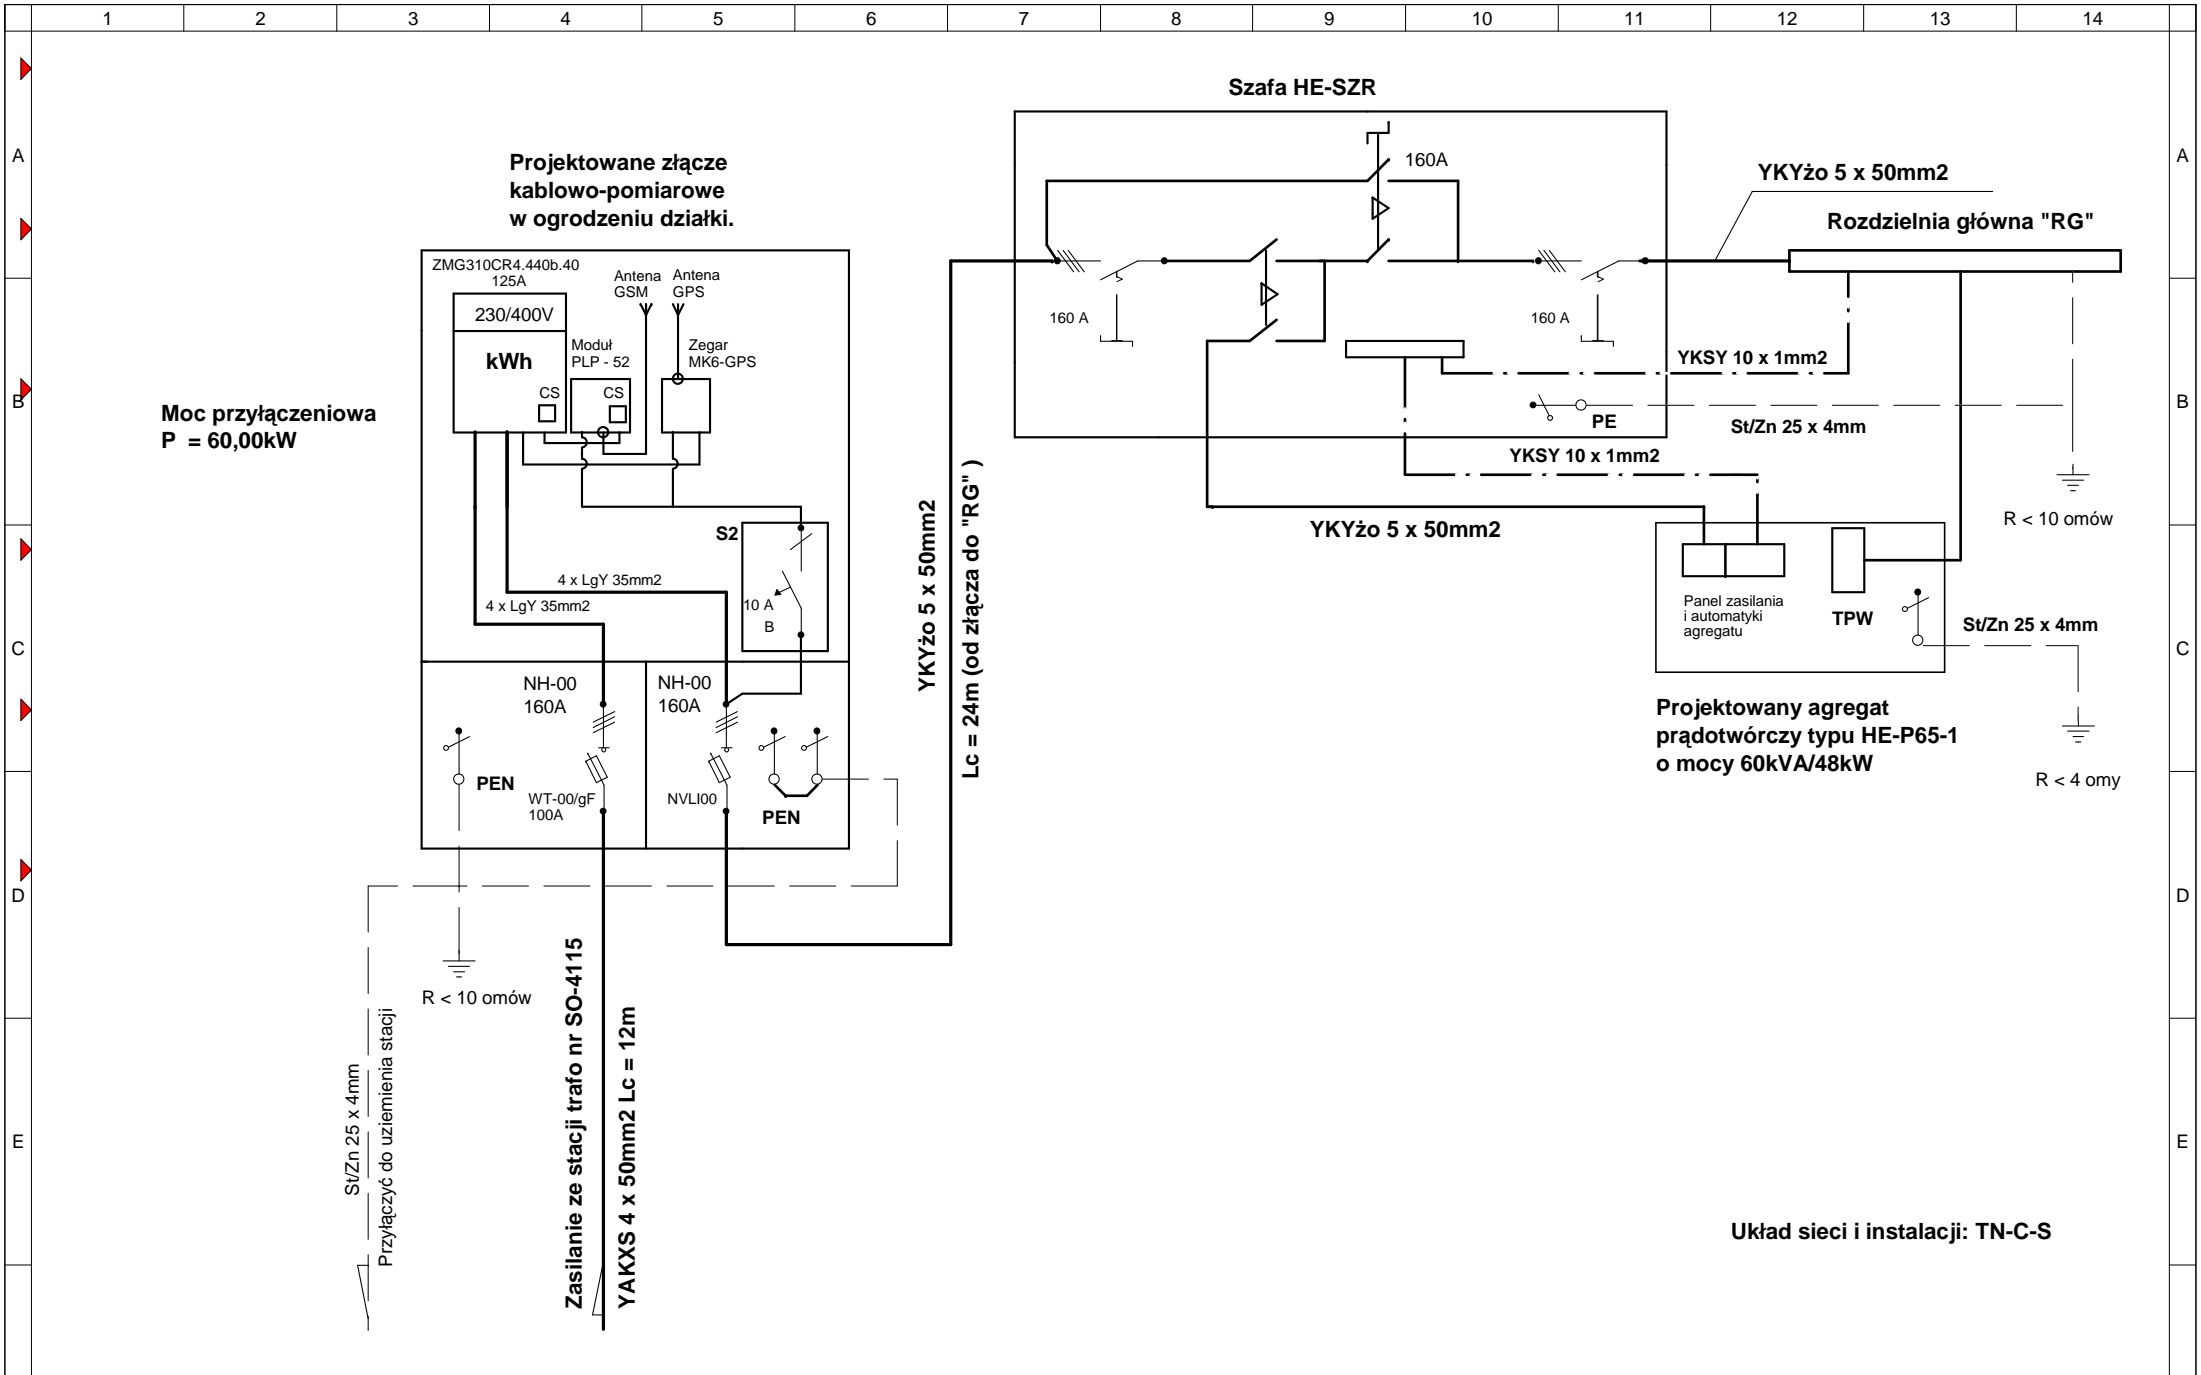 1 2 3 4 5 6 7 8 9 10 11 12 13 14
A
B
C
D
E
A
B
C
D
E
Szafa HE-SZR
160A
Projektowane złącze
kablowo-pomiarowe
w ogrodzeniu działki.
YKYżo 5 x 50mm2
Rozdzielnia główna "RG"
ZMG310CR4.440b.40
125A
Antena
GSM
Antena
GPS
230/400V
kWh
CS
Moduł
PLP - 52
CS
Zegar
MK6-GPS
160 A
160 A
YKSY 10 x 1mm2
Moc przyłączeniowa
P = 60,00kW
PE
St/Zn 25 x 4mm
YKSY 10 x 1mm2
YKYżo 5 x 50mm2
R < 10 omów
S2
10 A
B
4 x LgY 35mm2
4 x LgY 35mm2
YKYżo 5 x 50mm2
Lc = 24m (od złącza do "RG" )
Panel zasilania
i automatyki
agregatu
TPW
St/Zn 25 x 4mm
NH-00
160A
NH-00
160A
PEN
WT-00/gF
100A
NVLI00
PEN
Projektowany agregat
prądotwórczy typu HE-P65-1
o mocy 60kVA/48kW
R < 4 omy
R < 10 omów
St/Zn 25 x 4mm
Przyłączyć do uziemienia stacji
Zasilanie ze stacji trafo nr SO-4115
YAKXS 4 x 50mm2 Lc = 12m
Układ sieci i instalacji: TN-C-S